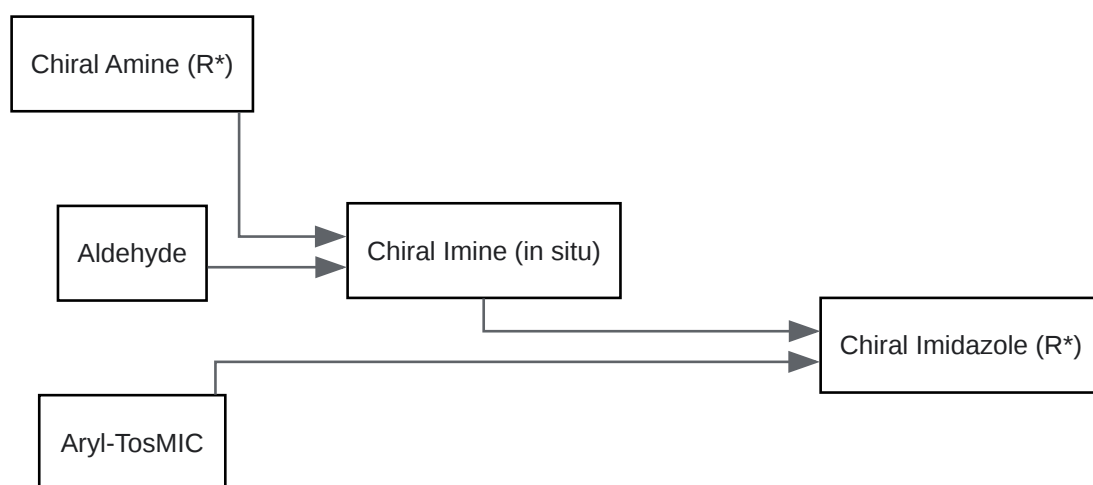 Chiral Amine (R*)
Aldehyde
Chiral Imine (in situ)
Chiral Imidazole (R*)
Aryl-TosMIC